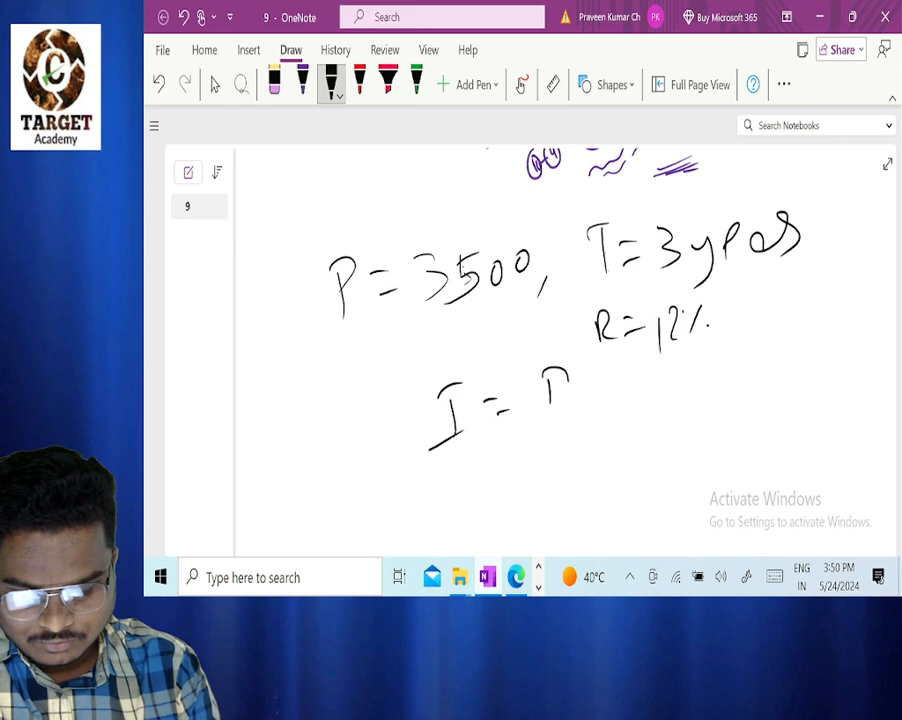 9 - OneNote
Search
Praveen Kumar Ch
PK
Buy Microsoft 365
TARGET
Academy
File Home Insert Draw History Review View Help
Share
Add Pen
Shapes
Full Page View
Search Notebooks
9
P = 3500, T = 3 years
R = 12%
I =
Activate Windows
Go to Settings to activate Windows.
Type here to search
40°C
ENG
IN
3:50 PM
5/24/2024